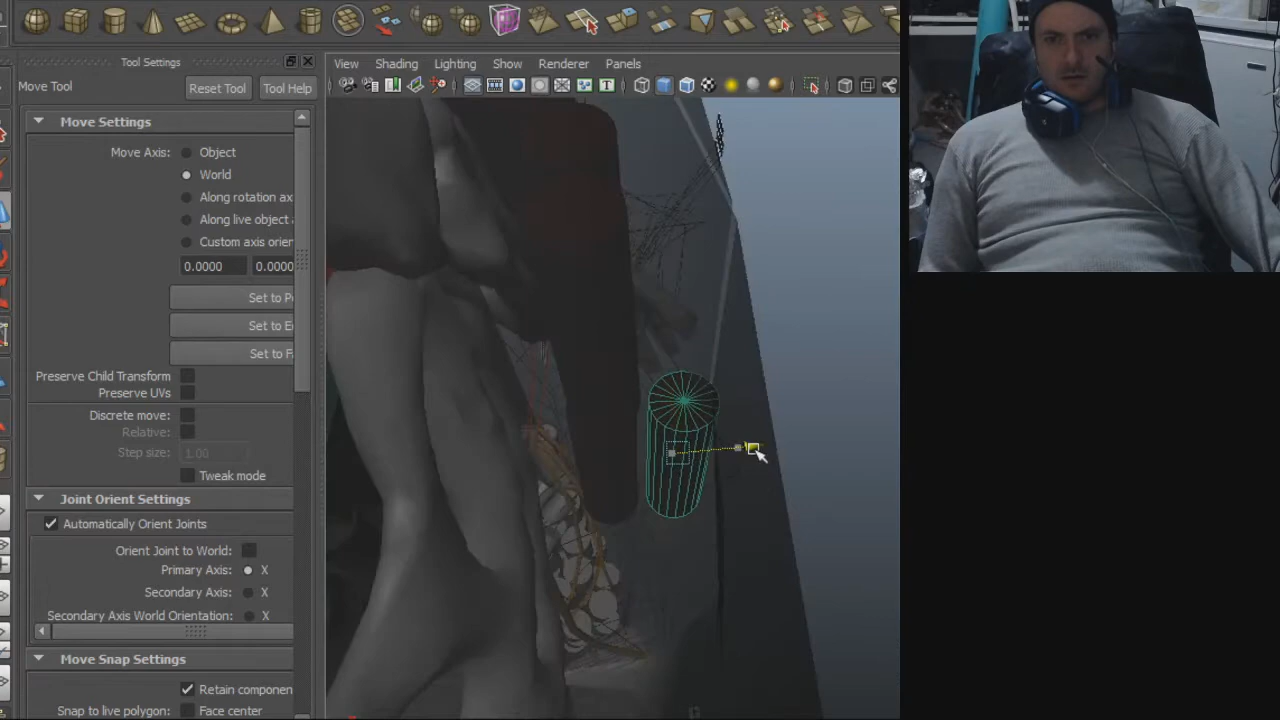 Tool Settings
View Shading Lighting Show Renderer Panels
Move Tool Reset Tool Tool Help
Move Settings
Move Axis: Object
World
Along rotation ax
Along live object a
Custom axis orien
0.0000 0.0000
Set to P
Set to E
Set to F
Preserve Child Transform
Preserve UVs
Discrete move:
Relative:
Step size: 1.00
Tweak mode
Joint Orient Settings
Automatically Orient Joints
Orient Joint to World:
Primary Axis: X
Secondary Axis: X
Secondary Axis World Orientation: X
Move Snap Settings
Retain componen
Snap to live polygon: Face center